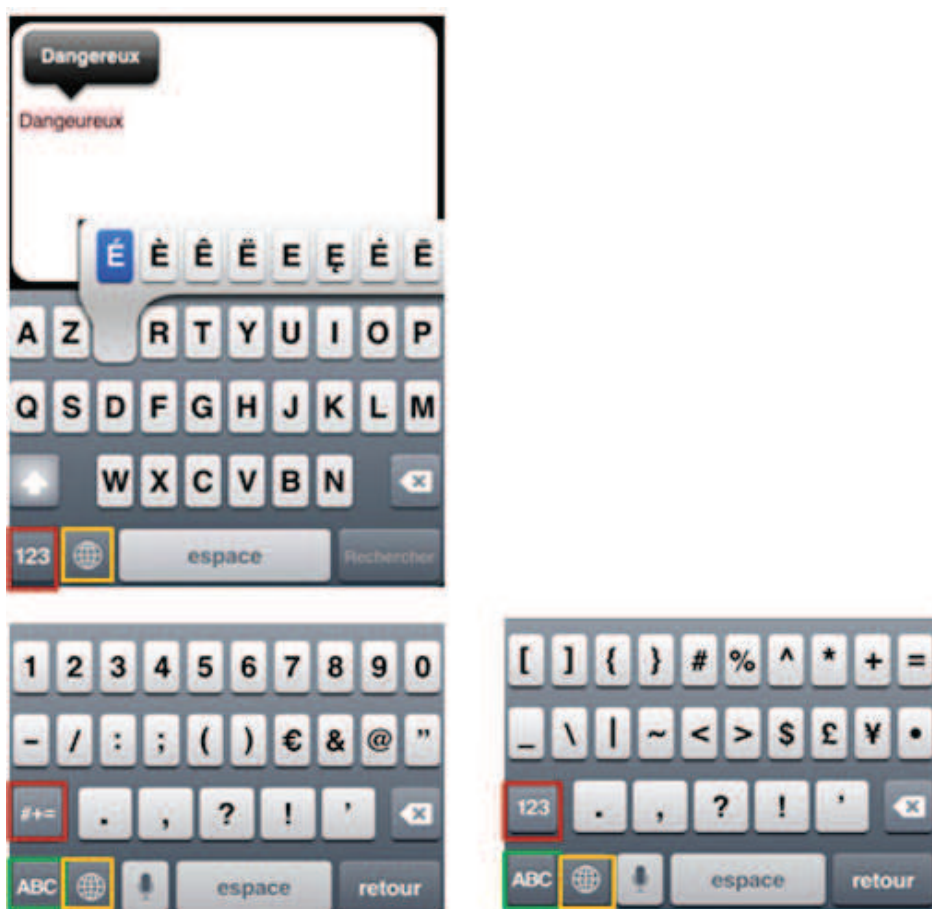 Dangereux
Dangeureux
É È Ê Ë E Ę Ė Ē
A Z R T Y U I O P
Q S D F G H J K L M
W X C V B N
123 espace Rechercher
1 2 3 4 5 6 7 8 9 0
- / : ; ( ) € & @ "
#+= . , ? ! '
ABC espace retour
[ ] { } # % ^ * + =
_ \ | ~ < > $ £ ¥ •
123 . , ? ! '
ABC espace retour